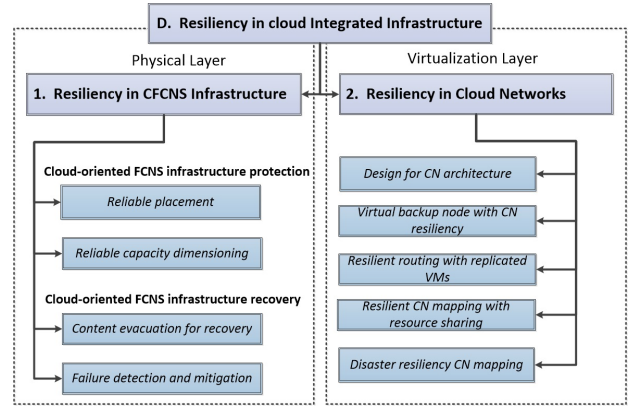 D. Resiliency in cloud Integrated Infrastructure
Physical Layer
Virtualization Layer
1. Resiliency in CFCNS Infrastructure
2. Resiliency in Cloud Networks
Cloud-oriented FCNS infrastructure protection
Reliable placement
Reliable capacity dimensioning
Cloud-oriented FCNS infrastructure recovery
Content evacuation for recovery
Failure detection and mitigation
Design for CN architecture
Virtual backup node with CN
resiliency
Resilient routing with replicated
VMs
Resilient CN mapping with
resource sharing
Disaster resiliency CN mapping